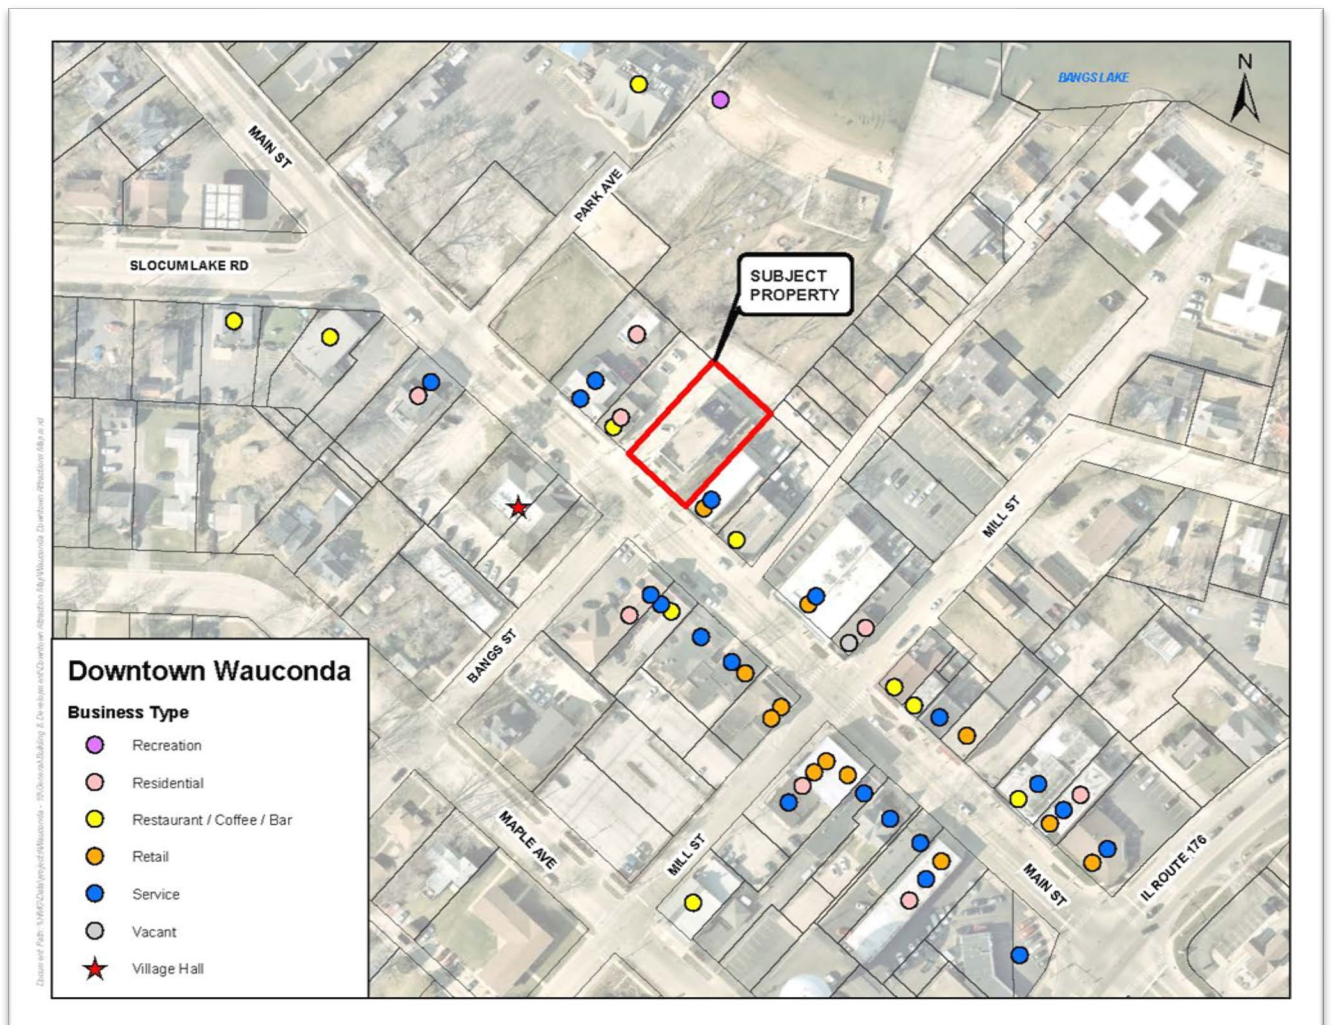 BANGS LAKE
N
MAIN ST
PARK AVE
SLOCUM LAKE RD
SUBJECT
PROPERTY
MILL ST
BANGS ST
Downtown Wauconda
Business Type
Recreation
Residential
Restaurant / Coffee / Bar
Retail
Service
Vacant
Village Hall
MAPLE AVE
MILL ST
MAIN ST
IL ROUTE 176